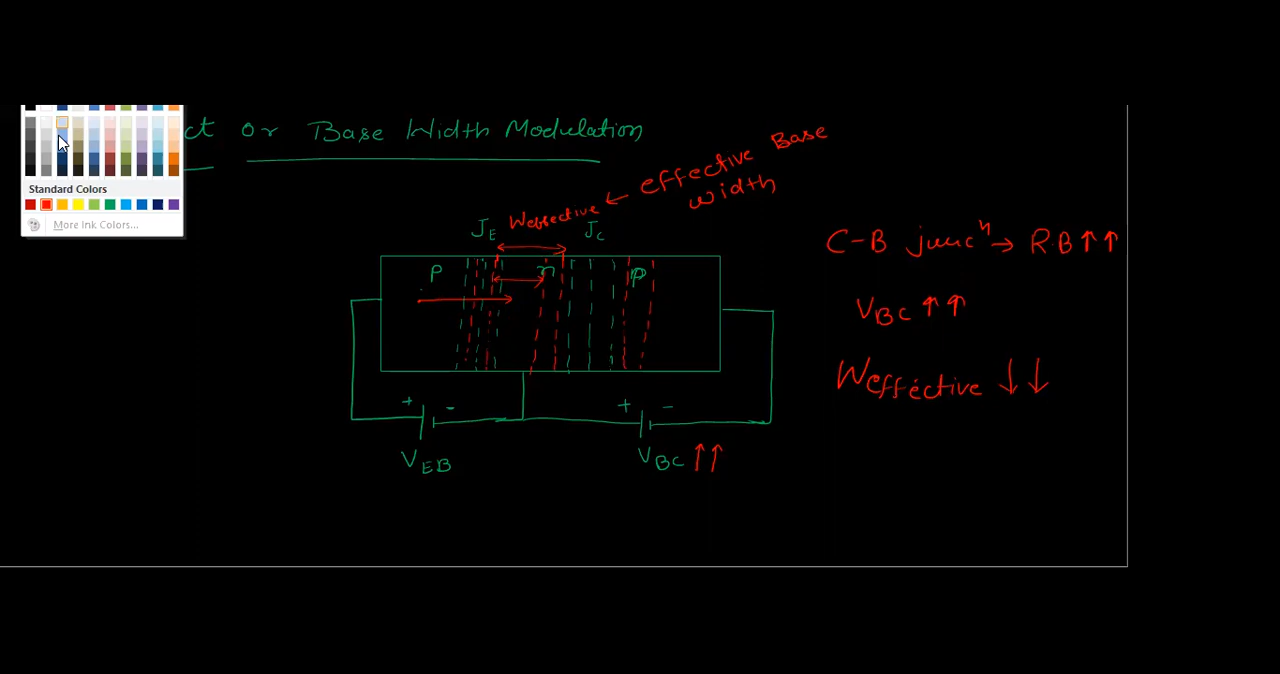 ct or Base Width Modulation
Standard Colors
More Ink Colors...
Weffective ← effective Base
width
JE
JC
P
n
p
C-B juncⁿ → RB↑↑
VBC ↑↑
Weffective ↓↓
+ -
+ -
VEB
VBC ↑↑